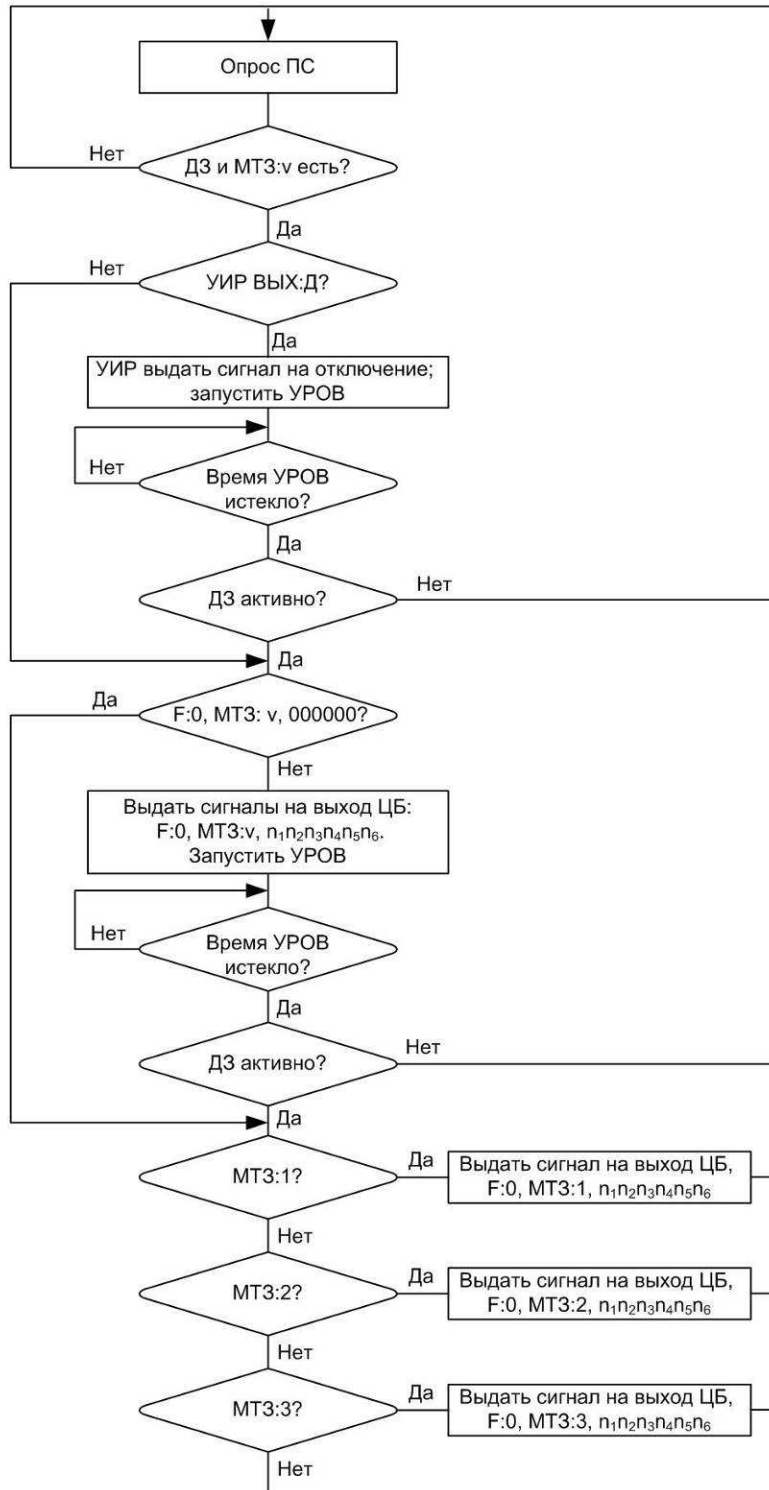 Опрос ПС
Нет
ДЗ и МТЗ:v есть?
Да
Нет
УИР ВЫХ:Д?
Да
УИР выдать сигнал на отключение;
запустить УРОВ
Нет
Время УРОВ
истекло?
Да
Нет
ДЗ активно?
Да
Да
F:0, МТЗ: v, 000000?
Нет
Выдать сигналы на выход ЦБ:
F:0, МТЗ:v, n₁n₂n₃n₄n₅n₆.
Запустить УРОВ
Нет
Время УРОВ
истекло?
Да
Нет
ДЗ активно?
Да
МТЗ:1?
Да
Выдать сигнал на выход ЦБ,
F:0, МТЗ:1, n₁n₂n₃n₄n₅n₆
Нет
МТЗ:2?
Да
Выдать сигнал на выход ЦБ,
F:0, МТЗ:2, n₁n₂n₃n₄n₅n₆
Нет
МТЗ:3?
Да
Выдать сигнал на выход ЦБ,
F:0, МТЗ:3, n₁n₂n₃n₄n₅n₆
Нет